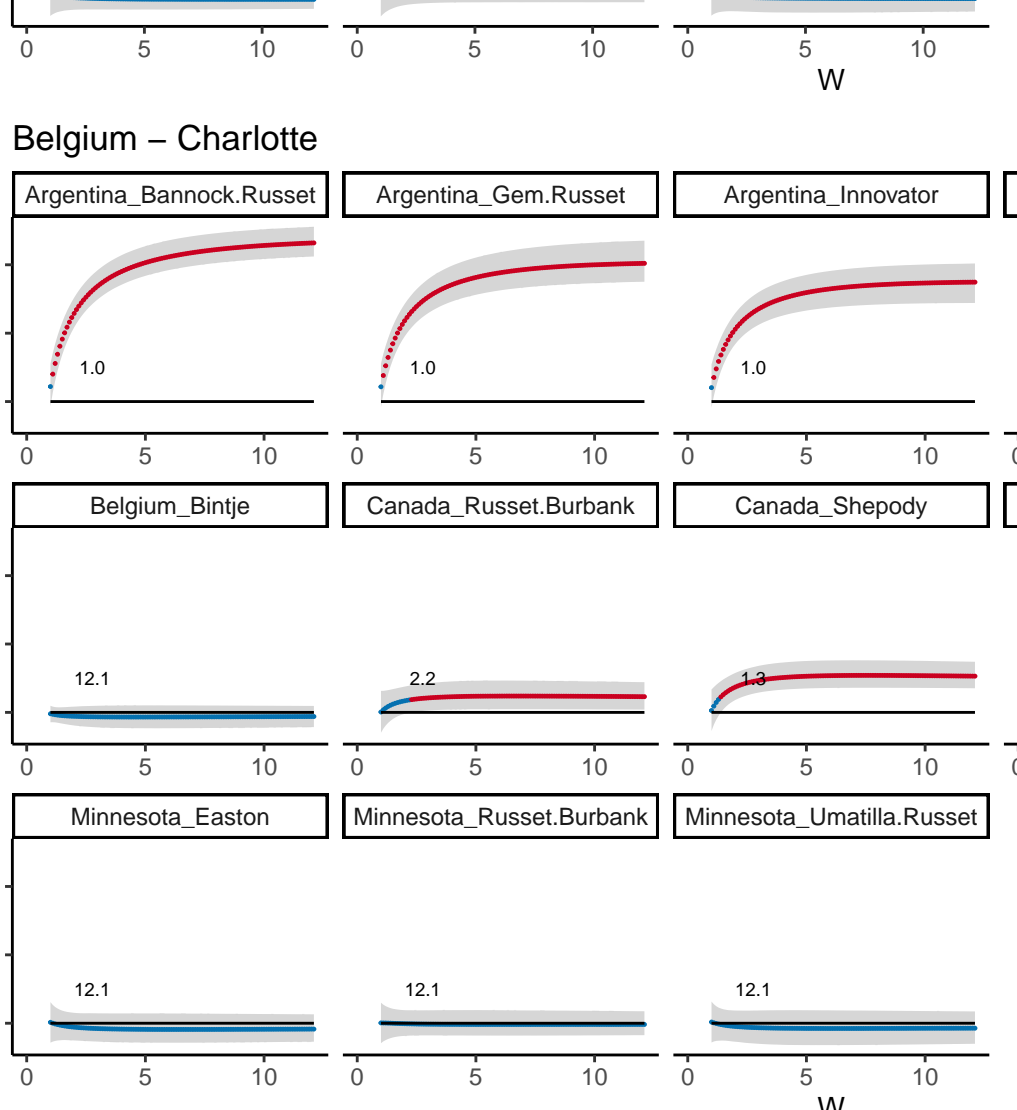 0 5 10 0 5 10 0 5 10
W
Belgium – Charlotte
Argentina_Bannock.Russet Argentina_Gem.Russet Argentina_Innovator
1.0 1.0 1.0
0 5 10 0 5 10 0 5 10
Belgium_Bintje Canada_Russet.Burbank Canada_Shepody
12.1 2.2 1.3
0 5 10 0 5 10 0 5 10
Minnesota_Easton Minnesota_Russet.Burbank Minnesota_Umatilla.Russet
12.1 12.1 12.1
0 5 10 0 5 10 0 5 10
W